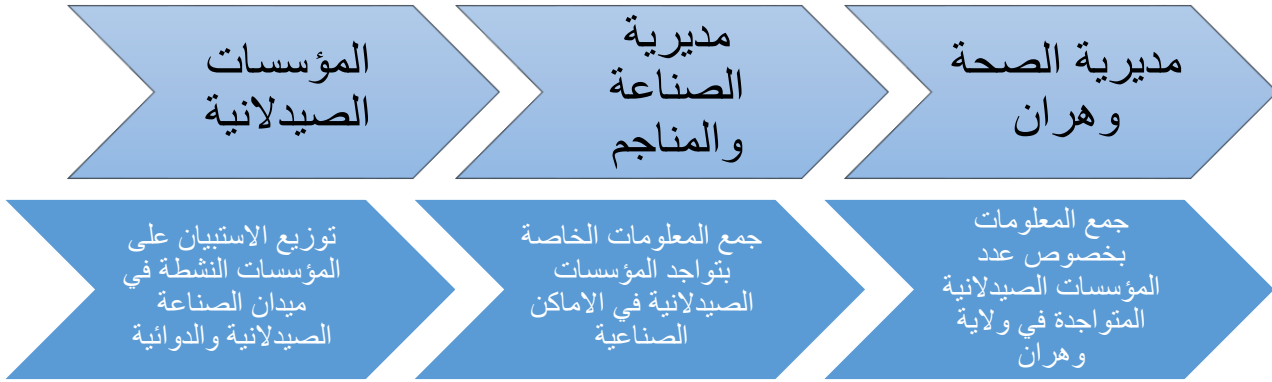 مديرية الصحة
وهران
مديرية
الصناعة
والمناجم
المؤسسات
الصيدلانية
جمع المعلومات
بخصوص عدد
المؤسسات الصيدلانية
المتواجدة في ولاية
وهران
جمع المعلومات الخاصة
بتواجد المؤسسات
الصيدلانية في الاماكن
الصناعية
توزيع الاستبيان على
المؤسسات النشطة في
ميدان الصناعة
الصيدلانية والدوائية